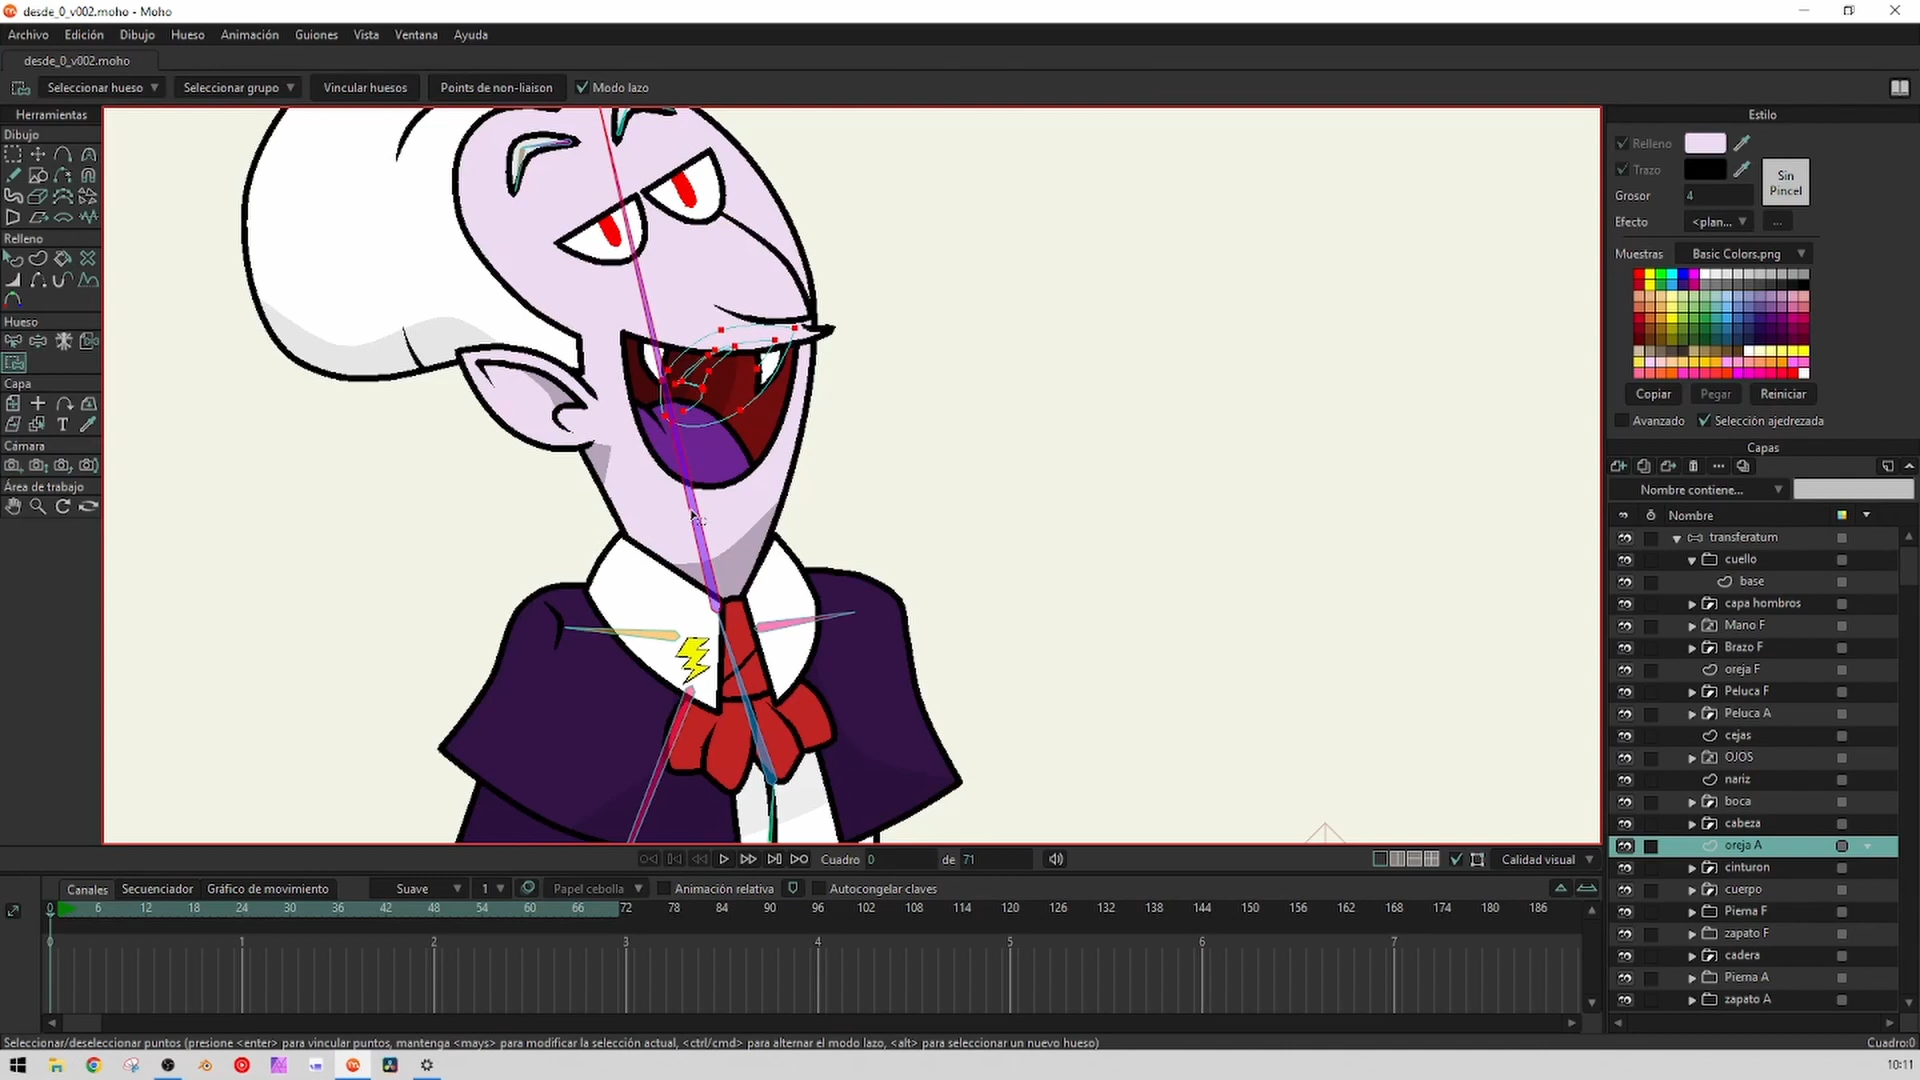 desde_0_v002.moho - Moho
Archivo Edición Dibujo Hueso Animación Guiones Vista Ventana Ayuda
desde_0_v002.moho
Seleccionar hueso Seleccionar grupo Vincular huesos Points de non-liaison Modo lazo
Herramientas
Dibujo
Relleno
Hueso
Capa
T
Cámara
Área de trabajo
Estilo
Relleno
Trazo
Sin
Pincel
Grosor 4
Efecto <plan... ...
Muestras Basic Colors.png
Copiar Pegar Reiniciar
Avanzado Selección ajedrezada
Capas
Nombre contiene...
Nombre
transferatum
cuello
base
capa hombros
Mano F
Brazo F
oreja F
Peluca F
Peluca A
cejas
OJOS
nariz
boca
cabeza
oreja A
cinturon
cuerpo
Pierna F
zapato F
cadera
Pierna A
zapato A
Cuadro 0 de 71 Calidad visual
Canales Secuenciador Gráfico de movimiento Suave 1 Papel cebolla Animación relativa Autocongelar claves
0 6 12 18 24 30 36 42 48 54 60 66 72 78 84 90 96 102 108 114 120 126 132 138 144 150 156 162 168 174 180 186
0 1 2 3 4 5 6 7
Seleccionar/deseleccionar puntos (presione <enter> para vincular puntos, mantenga <mays> para modificar la selección actual, <ctrl/cmd> para alternar el modo lazo, <alt> para seleccionar un nuevo hueso)
Cuadro:0
10:11